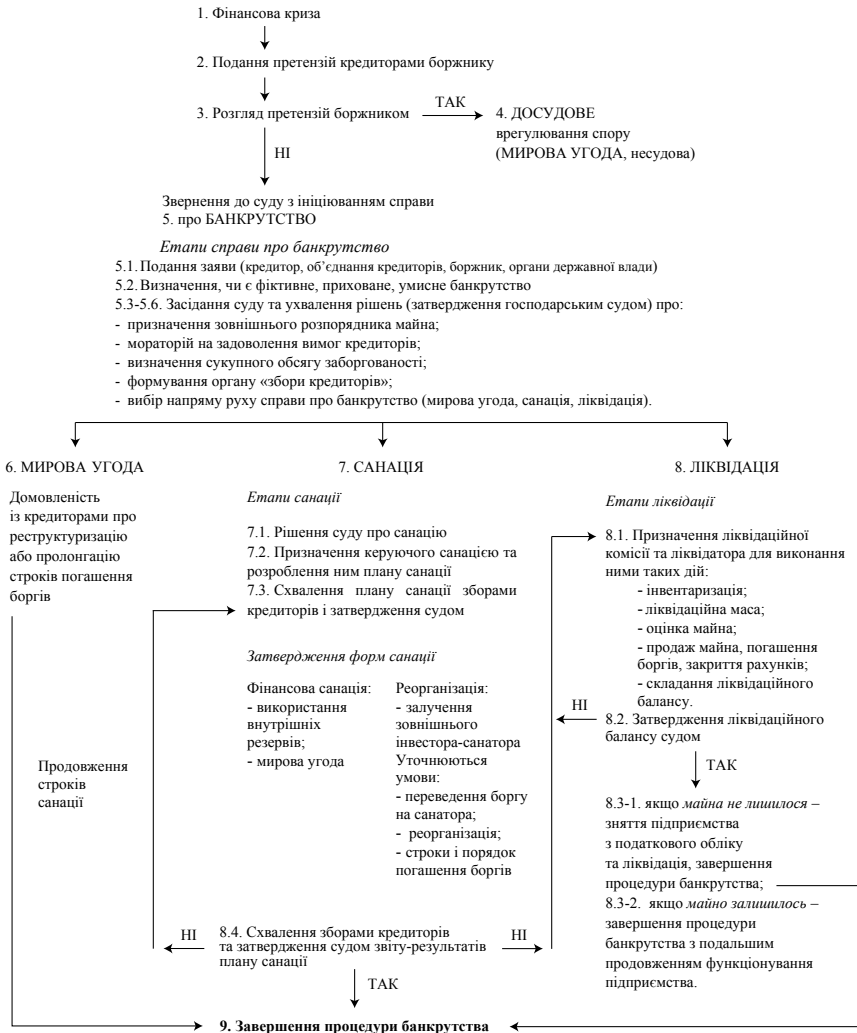 1. Фінансова криза
2. Подання претензій кредиторами боржнику
3. Розгляд претензій боржником
ТАК
4. ДОСУДОВЕ
врегулювання спору
(МИРОВА УГОДА, несудова)
НІ
Звернення до суду з ініціюванням справи
5. про БАНКРУТСТВО
Етапи справи про банкрутство
5.1. Подання заяви (кредитор, об’єднання кредиторів, боржник, органи державної влади)
5.2. Визначення, чи є фіктивне, приховане, умисне банкрутство
5.3-5.6. Засідання суду та ухвалення рішень (затвердження господарським судом) про:
- призначення зовнішнього розпорядника майна;
- мораторій на задоволення вимог кредиторів;
- визначення сукупного обсягу заборгованості;
- формування органу «збори кредиторів»;
- вибір напряму руху справи про банкрутство (мирова угода, санація, ліквідація).
6. МИРОВА УГОДА
Домовленість
із кредиторами про
реструктуризацію
або пролонгацію
строків погашення
боргів
Продовження
строків
санації
7. САНАЦІЯ
Етапи санації
7.1. Рішення суду про санацію
7.2. Призначення керуючого санацією та
розроблення ним плану санації
7.3. Схвалення плану санації зборами
кредиторів і затвердження судом
Затвердження форм санації
Фінансова санація:
- використання
внутрішніх
резервів;
- мирова угода
Реорганізація:
- залучення
зовнішнього
інвестора-санатора
Уточнюються
умови:
- переведення боргу
на санатора;
- реорганізація;
- строки і порядок
погашення боргів
НІ
8.4. Схвалення зборами кредиторів
та затвердження судом звіту-результатів
плану санації
НІ
ТАК
8. ЛІКВІДАЦІЯ
Етапи ліквідації
8.1. Призначення ліквідаційної
комісії та ліквідатора для виконання
ними таких дій:
- інвентаризація;
- ліквідаційна маса;
- оцінка майна;
- продаж майна, погашення
боргів, закриття рахунків;
- складання ліквідаційного
балансу.
НІ
8.2. Затвердження ліквідаційного
балансу судом
ТАК
8.3-1. якщо майна не лишилося –
зняття підприємства
з податкового обліку
та ліквідація, завершення
процедури банкрутства;
8.3-2. якщо майно залишилось –
завершення процедури
банкрутства з подальшим
продовженням функціонування
підприємства.
9. Завершення процедури банкрутства